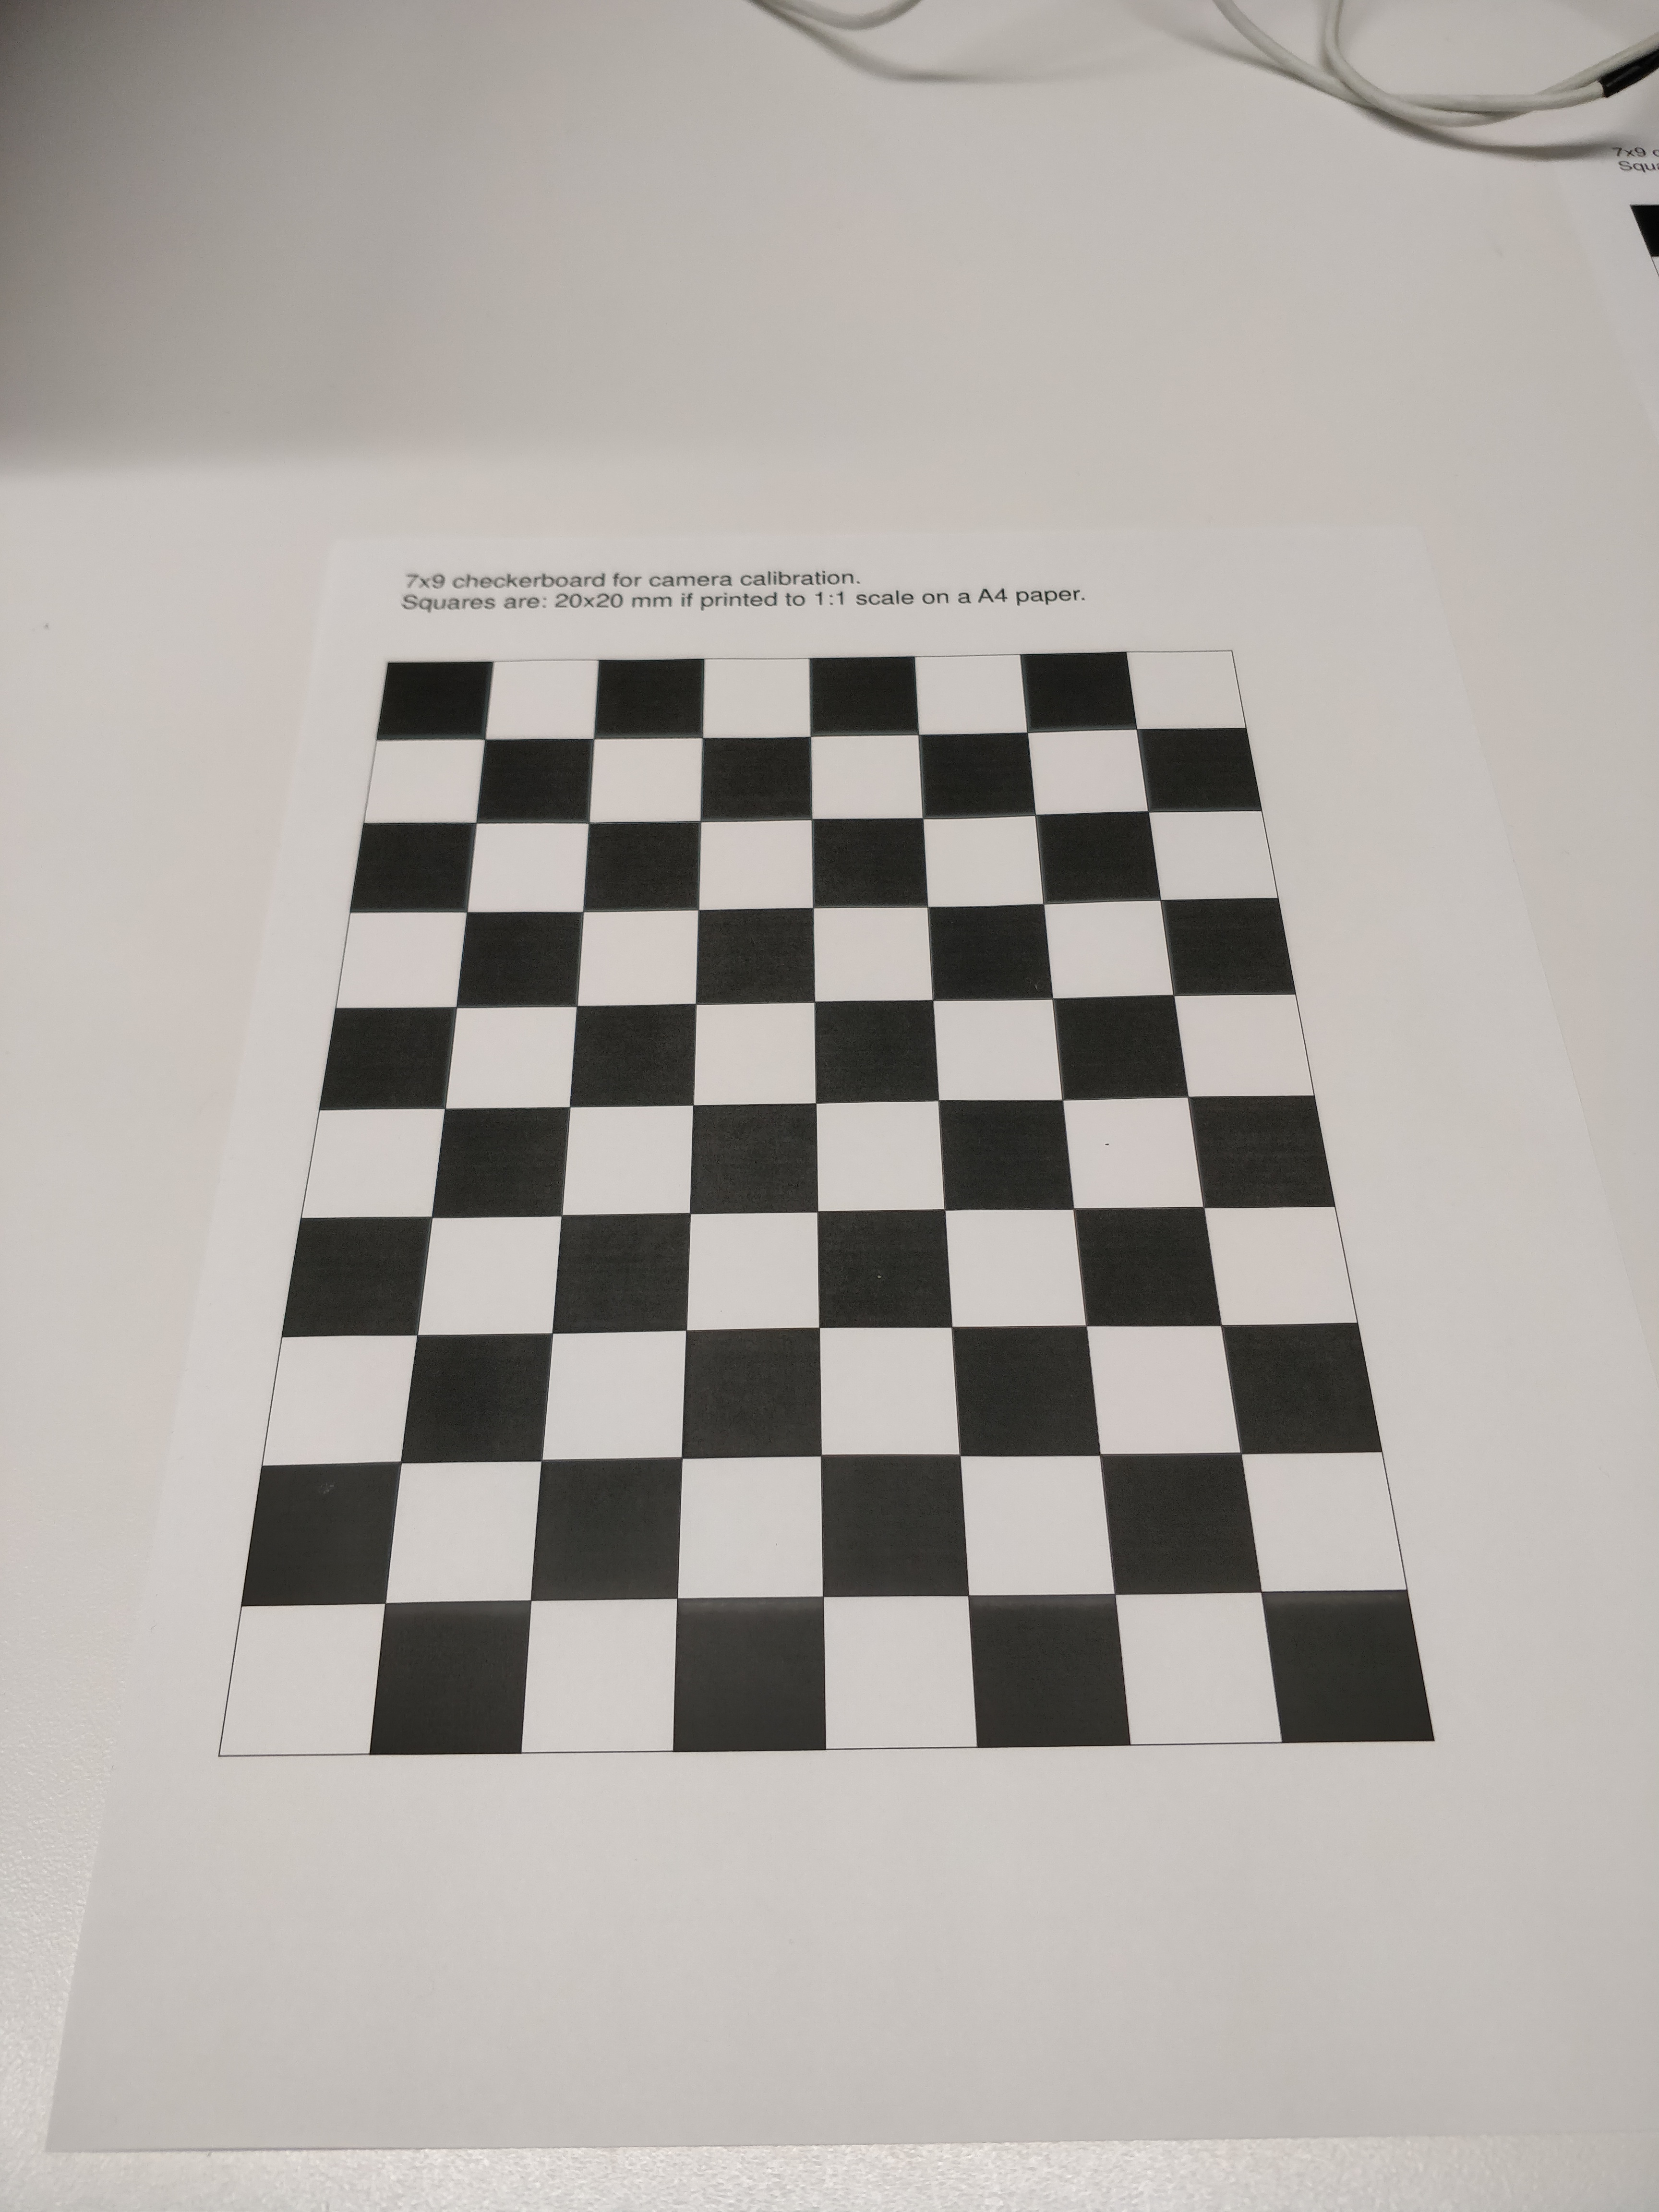 7x9 checkerboard for camera calibration.
Squares are: 20x20 mm if printed to 1:1 scale on a A4 paper.
7x9